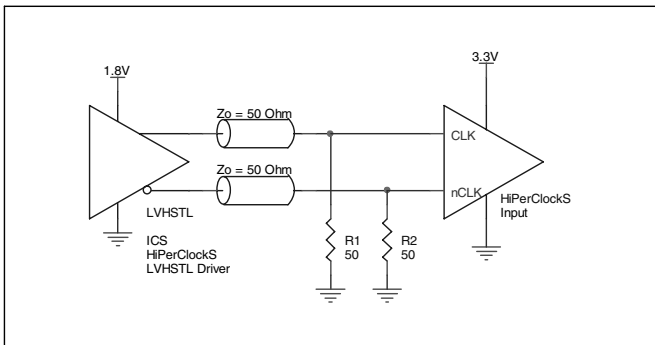 1.8V
3.3V
Zo = 50 Ohm
CLK
Zo = 50 Ohm
nCLK
LVHSTL
HiPerClockS
Input
ICS
HiPerClockS
LVHSTL Driver
R1
50
R2
50